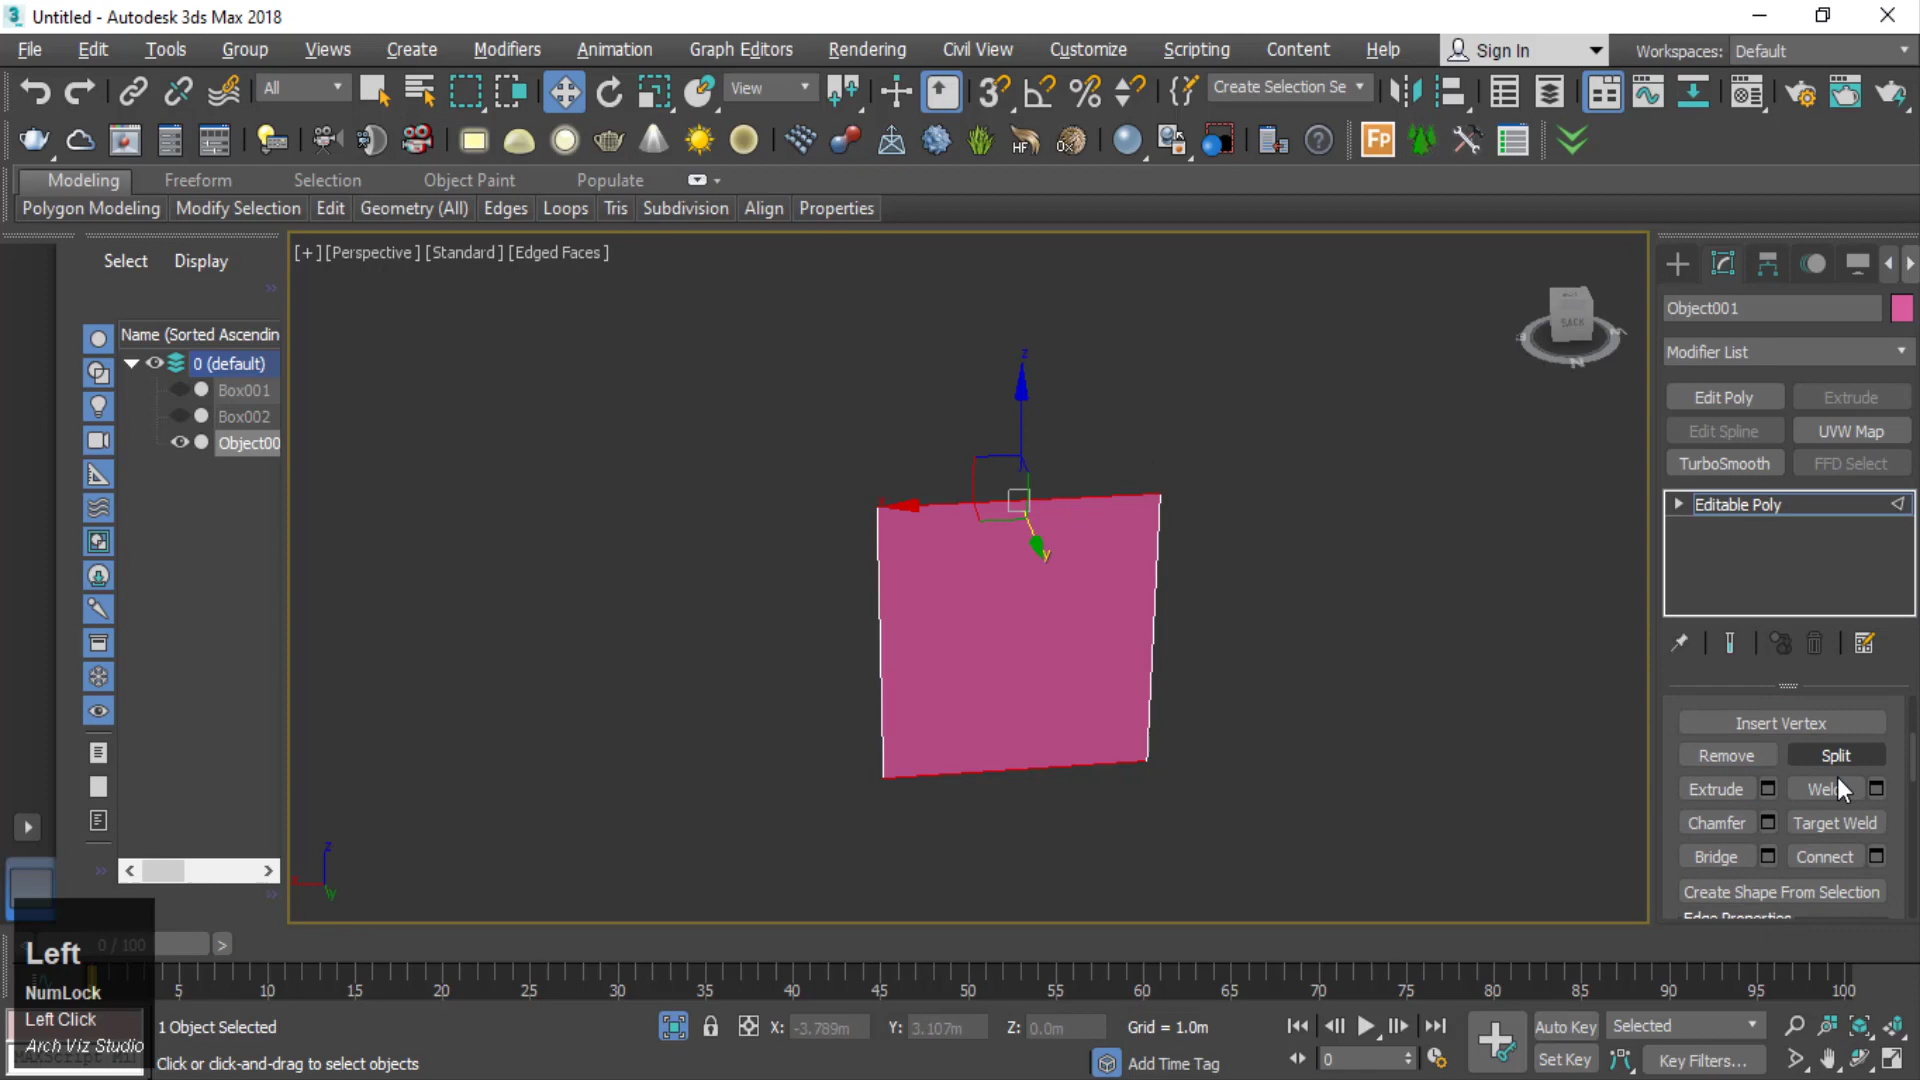 Untitled - Autodesk 3ds Max 2018
File Edit Tools Group Views Create Modifiers Animation Graph Editors Rendering Civil View Customize Scripting Content Help Sign In Workspaces: Default
All View Create Selection Se
Modeling Freeform Selection Object Paint Populate
Polygon Modeling Modify Selection Edit Geometry (All) Edges Loops Tris Subdivision Align Properties
Select Display
[+] [Perspective] [Standard] [Edged Faces]
Name (Sorted Ascendin
0 (default)
Box001
Box002
Object00
z
y
SACK
N
z
y
Object001
Modifier List
Edit Poly Extrude
Edit Spline UVW Map
TurboSmooth FFD Select
Editable Poly
Insert Vertex
Remove Split
Extrude Weld
Chamfer Target Weld
Bridge Connect
Create Shape From Selection
Edge Properties
0 / 100
5 10 15 20 25 30 35 40 45 50 55 60 65 70 75 80 85 90 95 100
Left
NumLock
Left Click
Arch Viz Studio
1 Object Selected
Click or click-and-drag to select objects
X: -3.789m Y: 3.107m Z: 0.0m Grid = 1.0m
Add Time Tag
0
Auto Key Selected
Set Key Key Filters...